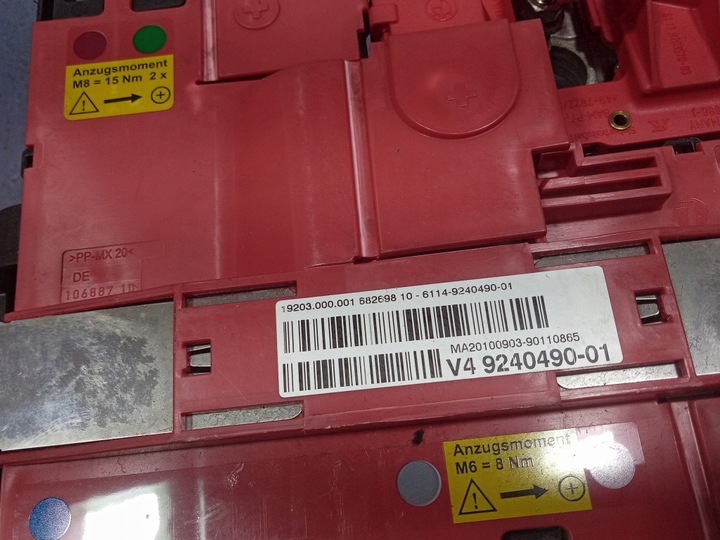 Anzugsmoment
M8 = 15 Nm 2 x
>PP-MX 20<
DE
106887 10
19203.000.001 682698 10 - 6114-9240490-01
MA20100903-90110865
V4 9240490-01
Anzugsmoment
M6 = 8 Nm